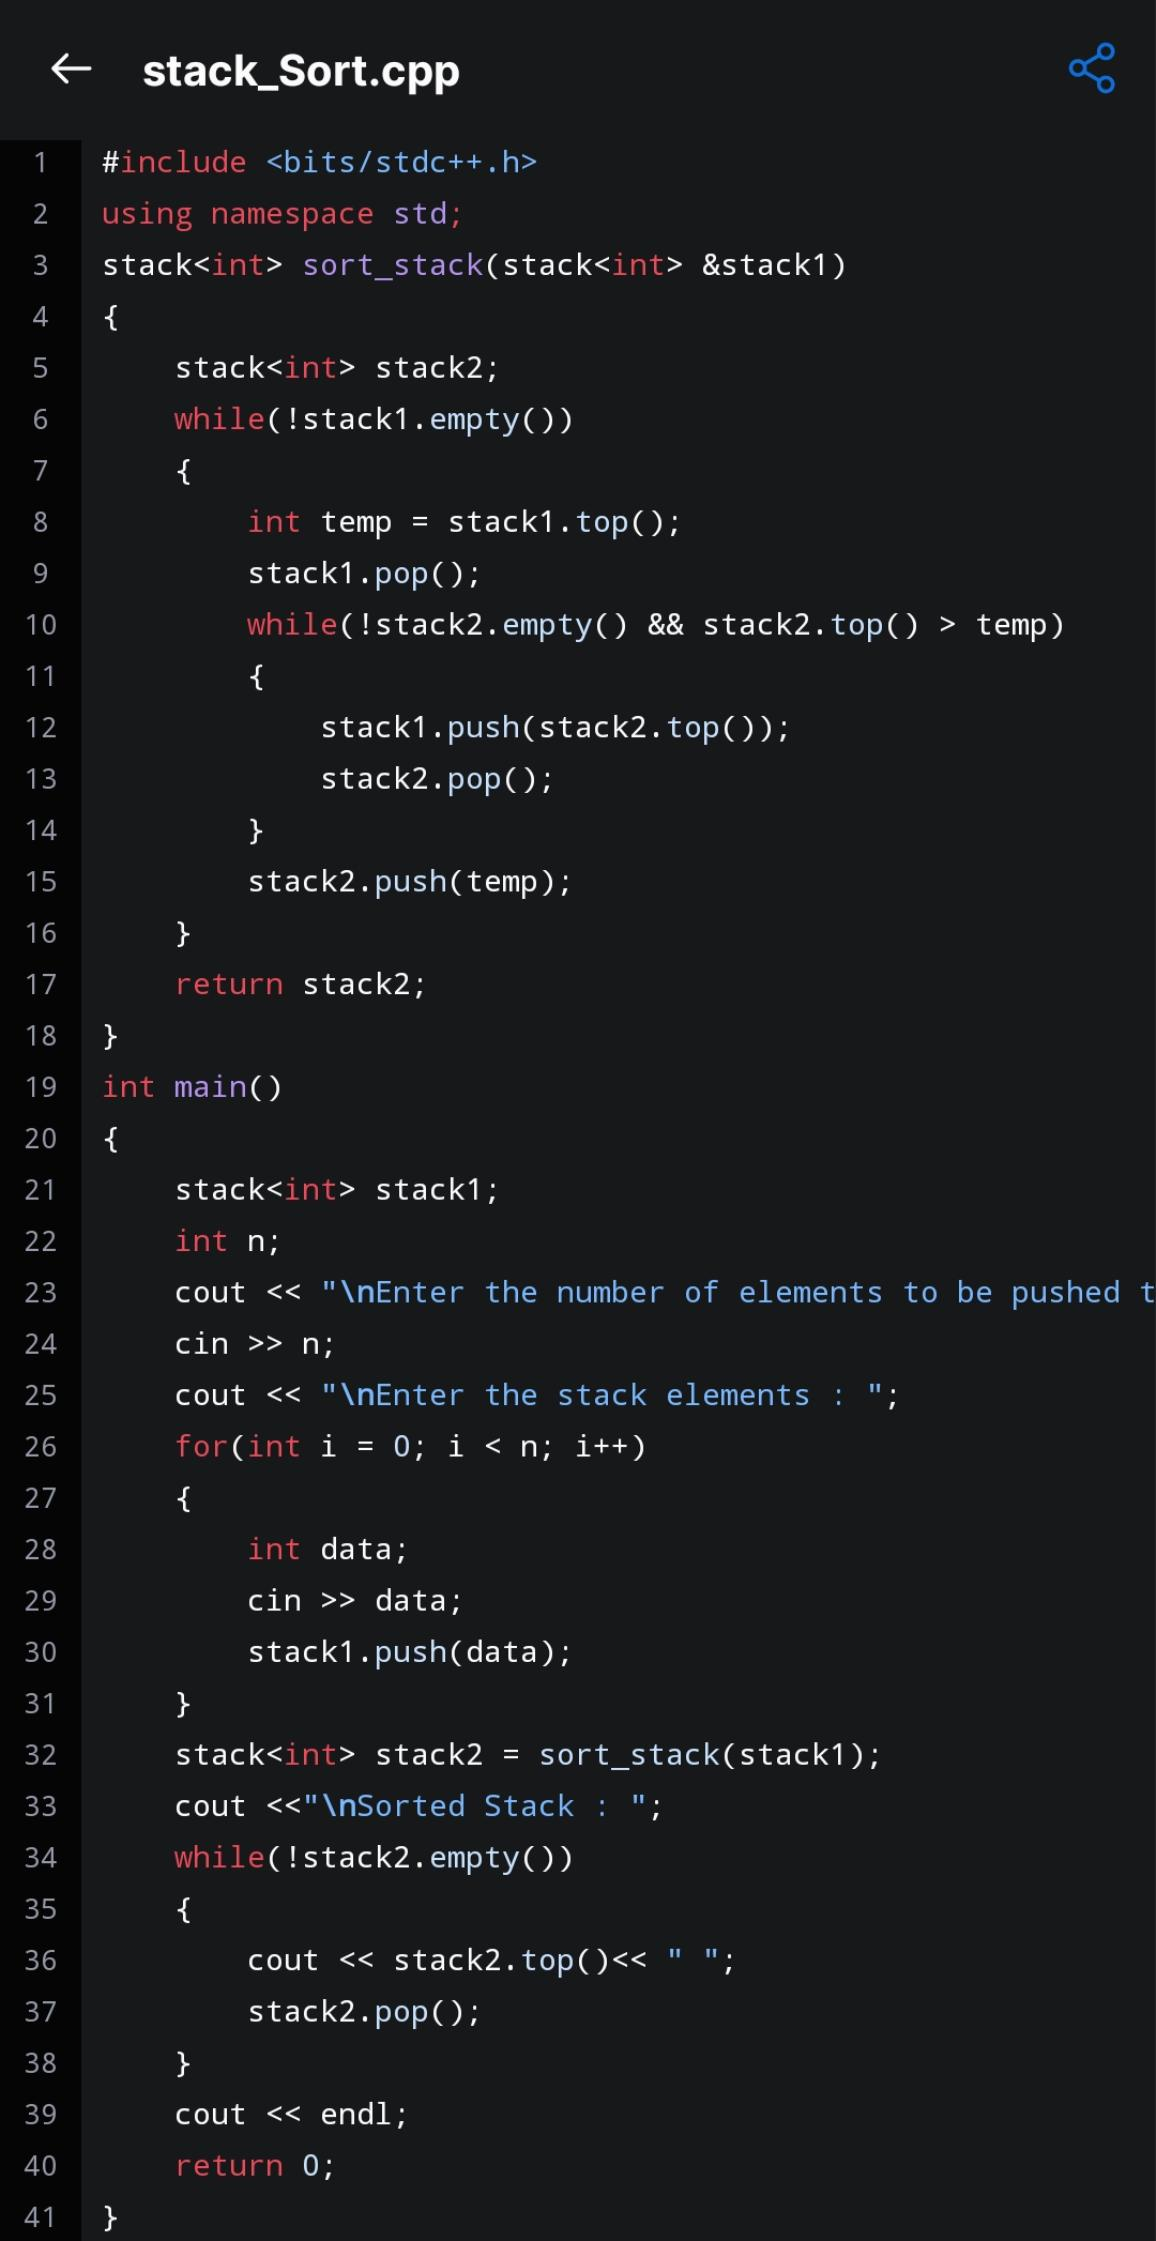 stack_Sort.cpp
1 #include <bits/stdc++.h>
2 using namespace std;
3 stack<int> sort_stack(stack<int> &stack1)
4 {
5     stack<int> stack2;
6     while(!stack1.empty())
7     {
8         int temp = stack1.top();
9         stack1.pop();
10         while(!stack2.empty() && stack2.top() > temp)
11         {
12             stack1.push(stack2.top());
13             stack2.pop();
14         }
15         stack2.push(temp);
16     }
17     return stack2;
18 }
19 int main()
20 {
21     stack<int> stack1;
22     int n;
23     cout << "\nEnter the number of elements to be pushed t
24     cin >> n;
25     cout << "\nEnter the stack elements : ";
26     for(int i = 0; i < n; i++)
27     {
28         int data;
29         cin >> data;
30         stack1.push(data);
31     }
32     stack<int> stack2 = sort_stack(stack1);
33     cout <<"\nSorted Stack : ";
34     while(!stack2.empty())
35     {
36         cout << stack2.top()<< " ";
37         stack2.pop();
38     }
39     cout << endl;
40     return 0;
41 }